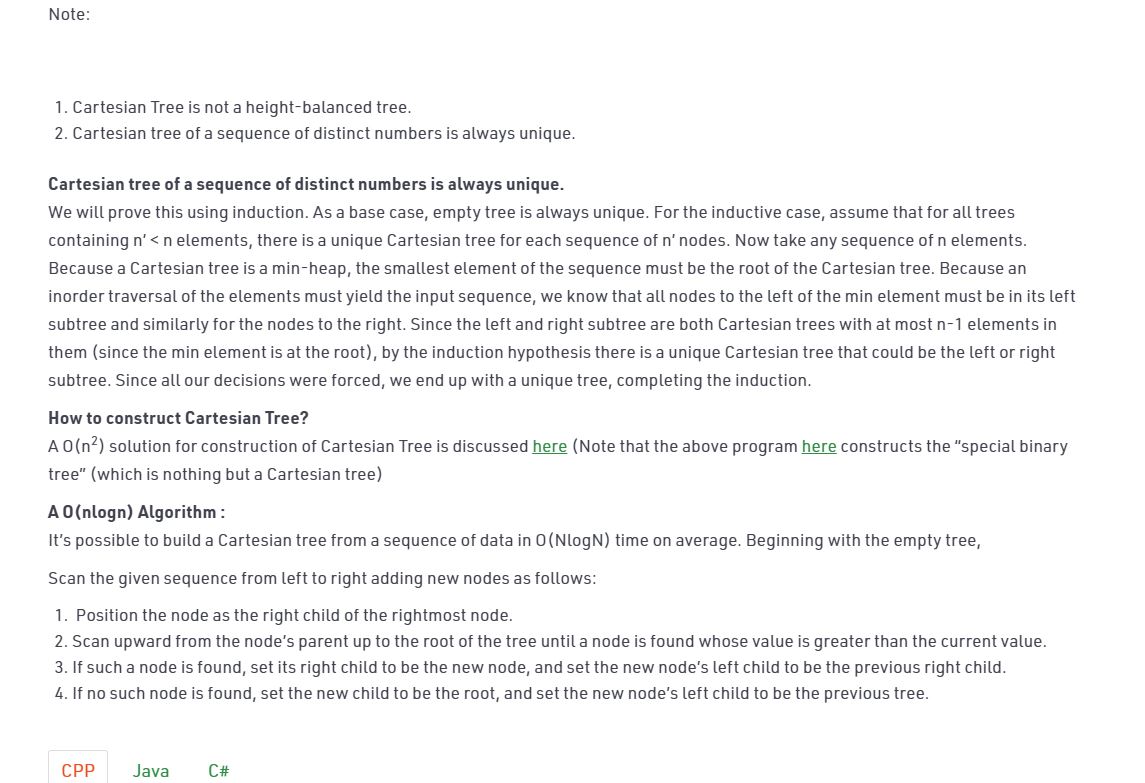 Note:
1. Cartesian Tree is not a height-balanced tree.
2. Cartesian tree of a sequence of distinct numbers is always unique.
Cartesian tree of a sequence of distinct numbers is always unique.
We will prove this using induction. As a base case, empty tree is always unique. For the inductive case, assume that for all trees
containing n' < n elements, there is a unique Cartesian tree for each sequence of n' nodes. Now take any sequence of n elements.
Because a Cartesian tree is a min-heap, the smallest element of the sequence must be the root of the Cartesian tree. Because an
inorder traversal of the elements must yield the input sequence, we know that all nodes to the left of the min element must be in its left
subtree and similarly for the nodes to the right. Since the left and right subtree are both Cartesian trees with at most n-1 elements in
them (since the min element is at the root), by the induction hypothesis there is a unique Cartesian tree that could be the left or right
subtree. Since all our decisions were forced, we end up with a unique tree, completing the induction.
How to construct Cartesian Tree?
A O(n²) solution for construction of Cartesian Tree is discussed here (Note that the above program here constructs the “special binary
tree” (which is nothing but a Cartesian tree)
A O(nlogn) Algorithm :
It's possible to build a Cartesian tree from a sequence of data in O(NlogN) time on average. Beginning with the empty tree,
Scan the given sequence from left to right adding new nodes as follows:
1. Position the node as the right child of the rightmost node.
2. Scan upward from the node's parent up to the root of the tree until a node is found whose value is greater than the current value.
3. If such a node is found, set its right child to be the new node, and set the new node's left child to be the previous right child.
4. If no such node is found, set the new child to be the root, and set the new node's left child to be the previous tree.
CPP Java C#